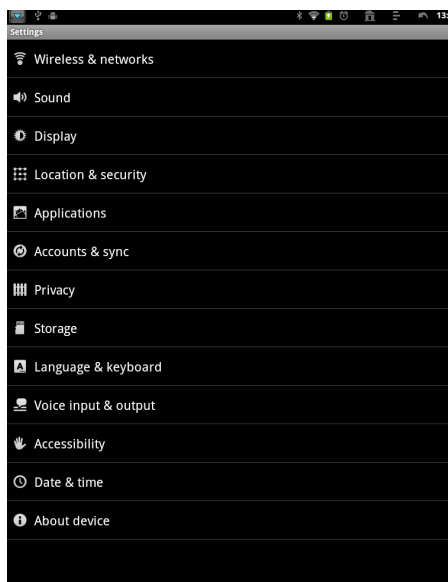 13:
Settings
Wireless & networks
Sound
Display
Location & security
Applications
Accounts & sync
Privacy
Storage
Language & keyboard
Voice input & output
Accessibility
Date & time
About device